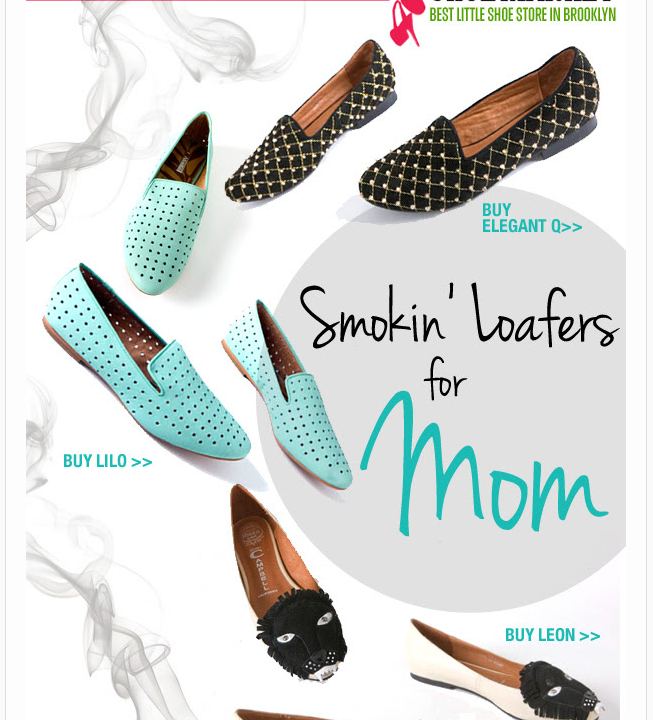 BEST LITTLE SHOE STORE IN BROOKLYN
BUY
ELEGANT Q>>
Smokin' Loafers
for
Mom
BUY LILO >>
BUY LEON >>